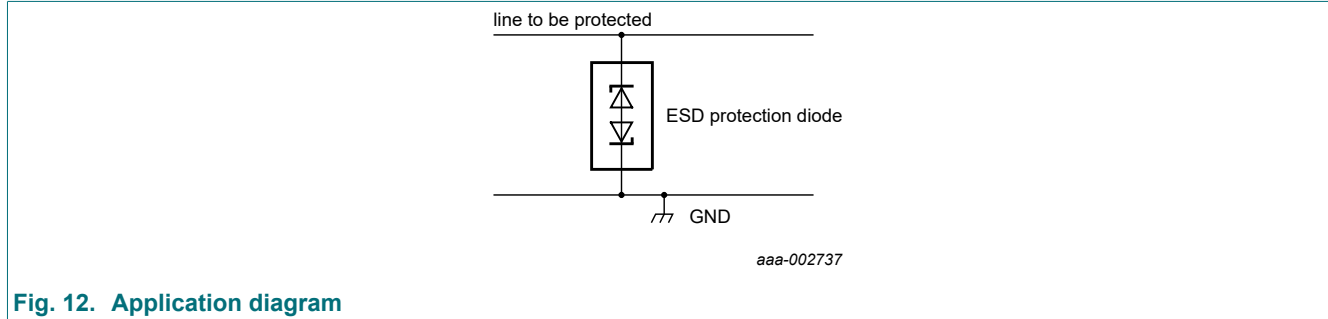 line to be protected
ESD protection diode
GND
aaa-002737
Fig. 12. Application diagram